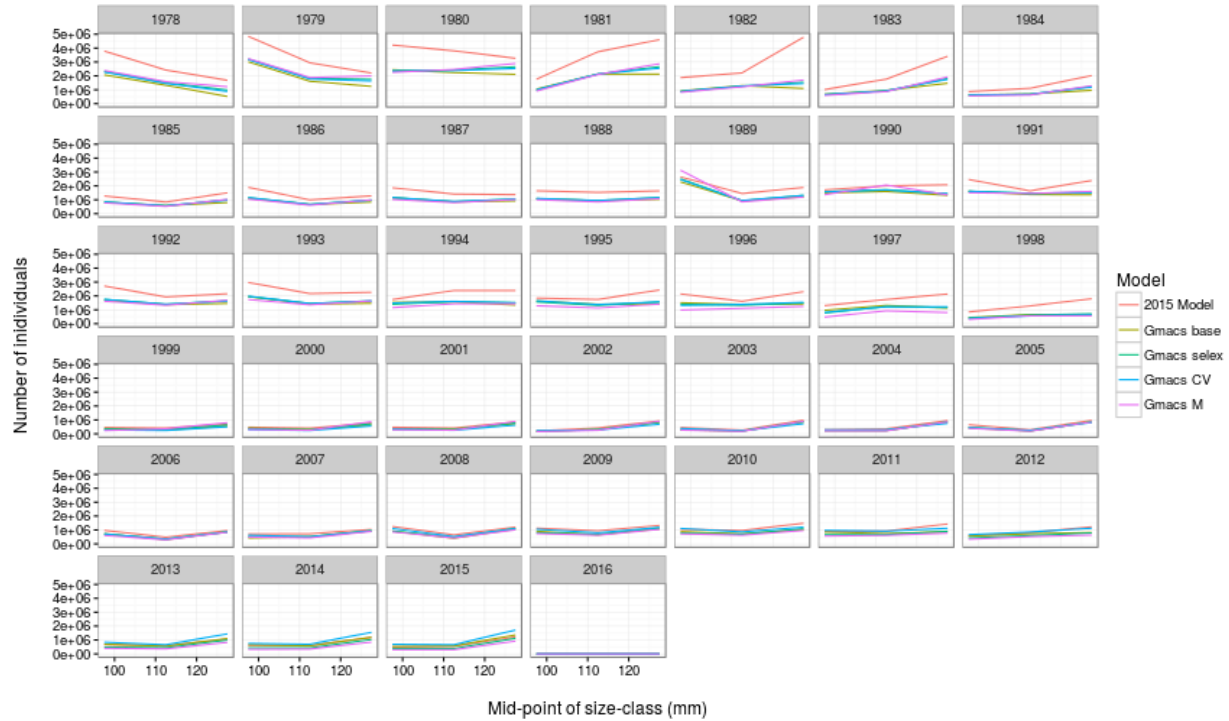 1978 1979 1980 1981 1982 1983 1984
5e+06
4e+06
3e+06
2e+06
1e+06
0e+00
1985 1986 1987 1988 1989 1990 1991
5e+06
4e+06
3e+06
2e+06
1e+06
0e+00
1992 1993 1994 1995 1996 1997 1998
5e+06
4e+06
3e+06
2e+06
1e+06
0e+00
1999 2000 2001 2002 2003 2004 2005
5e+06
4e+06
3e+06
2e+06
1e+06
0e+00
2006 2007 2008 2009 2010 2011 2012
5e+06
4e+06
3e+06
2e+06
1e+06
0e+00
2013 2014 2015 2016
5e+06
4e+06
3e+06
2e+06
1e+06
0e+00
100 110 120 100 110 120 100 110 120 100 110 120
Mid-point of size-class (mm)
Number of inidividuals
Model
2015 Model
Gmacs base
Gmacs selex
Gmacs CV
Gmacs M